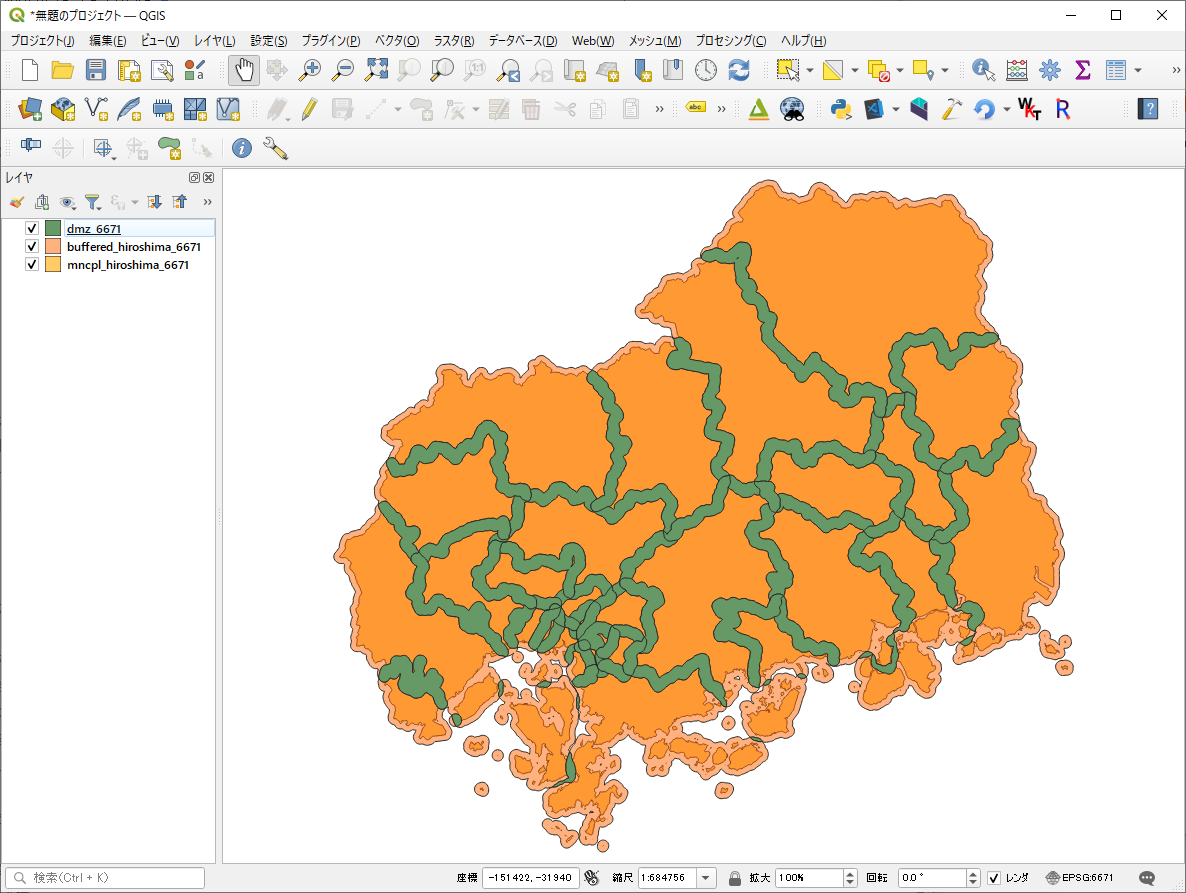 *無題のプロジェクト — QGIS
プロジェクト(J) 編集(E) ビュー(V) レイヤ(L) 設定(S) プラグイン(P) ベクタ(O) ラスタ(R) データベース(D) Web(W) メッシュ(M) プロセシング(C) ヘルプ(H)
1:1
»
» abc » WKT R ?
レイヤ
»
dmz_6671
buffered_hiroshima_6671
mncpl_hiroshima_6671
検索(Ctrl + K) 座標 -151422, -31940 縮尺 1:684756 拡大 100% 回転 0.0 ° レンダ EPSG:6671